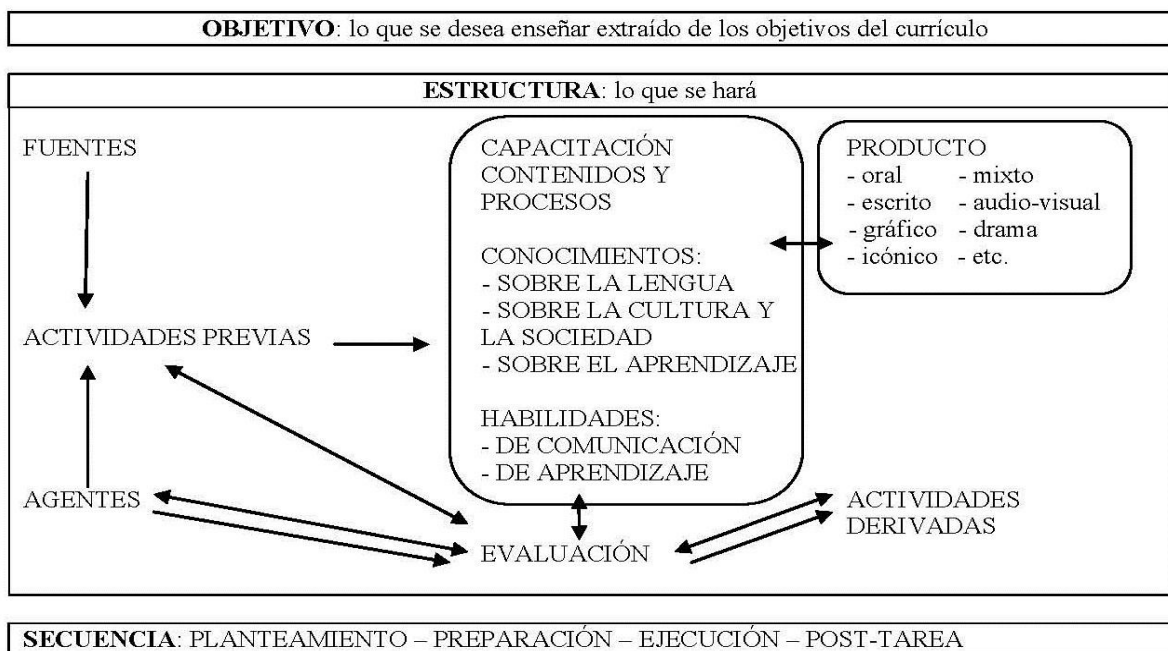 OBJETIVO: lo que se desea enseñar extraído de los objetivos del currículo
ESTRUCTURA: lo que se hará
FUENTES
ACTIVIDADES PREVIAS
AGENTES
CAPACITACIÓN
CONTENIDOS Y
PROCESOS
CONOCIMIENTOS:
- SOBRE LA LENGUA
- SOBRE LA CULTURA Y
LA SOCIEDAD
- SOBRE EL APRENDIZAJE
HABILIDADES:
- DE COMUNICACIÓN
- DE APRENDIZAJE
EVALUACIÓN
PRODUCTO
- oral - mixto
- escrito - audio-visual
- gráfico - drama
- icónico - etc.
ACTIVIDADES
DERIVADAS
SECUENCIA: PLANTEAMIENTO – PREPARACIÓN – EJECUCIÓN – POST-TAREA